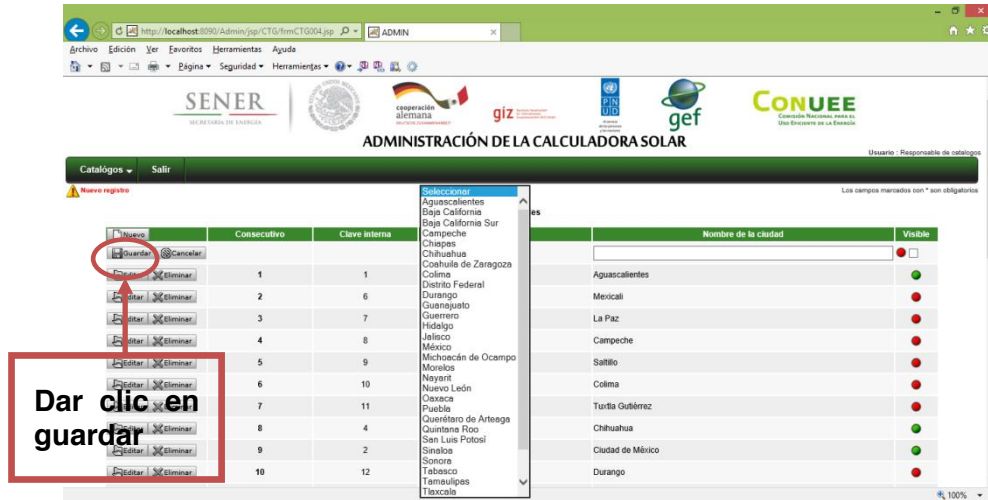 http://localhost:8090/Admin/jsp/CTG/frmCTG004.jsp
ADMIN
Archivo Edición Ver Favoritos Herramientas Ayuda
Página Seguridad Herramientas
SENER
SECRETARÍA DE ENERGÍA
cooperación
alemana
DEUTSCHE ZUSAMMENARBEIT
giz
PNUD
gef
CONUEE
Comisión Nacional para el
Uso Eficiente de la Energía
ADMINISTRACIÓN DE LA CALCULADORA SOLAR
Usuario : Responsable de catalogos
Catalógos Salir
Nuevo registro
Los campos marcados con * son obligatorios
es
Nuevo Consecutivo Clave interna Nombre de la ciudad Visible
Guardar Cancelar
Editar Eliminar 1 1 Aguascalientes
Editar Eliminar 2 6 Mexicali
Editar Eliminar 3 7 La Paz
Editar Eliminar 4 8 Campeche
Editar Eliminar 5 9 Saltillo
Editar Eliminar 6 10 Colima
Eliminar 7 11 Tuxtla Gutiérrez
Editar Eliminar 8 4 Chihuahua
Editar Eliminar 9 2 Ciudad de México
Editar Eliminar 10 12 Durango
Seleccionar
Aguascalientes
Baja California
Baja California Sur
Campeche
Chiapas
Chihuahua
Coahuila de Zaragoza
Colima
Distrito Federal
Durango
Guanajuato
Guerrero
Hidalgo
Jalisco
México
Michoacán de Ocampo
Morelos
Nayarit
Nuevo León
Oaxaca
Puebla
Querétaro de Arteaga
Quintana Roo
San Luis Potosí
Sinaloa
Sonora
Tabasco
Tamaulipas
Tlaxcala
Dar clic en
guardar
100%